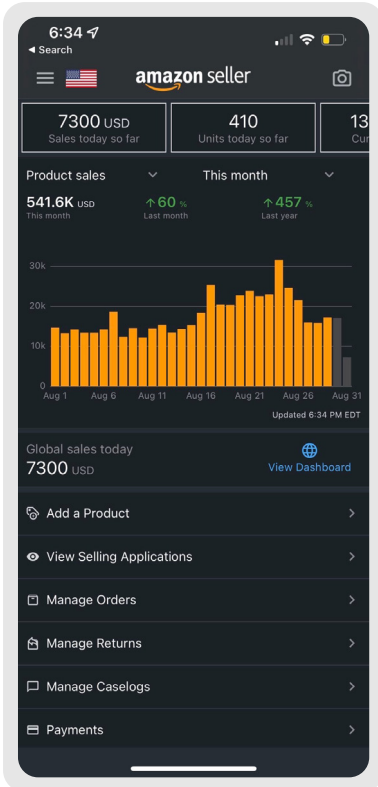 6:34
Search
amazon seller
7300 USD
Sales today so far
410
Units today so far
13
Cur
Product sales
This month
541.6K USD
This month
↑60 %
Last month
↑457 %
Last year
30k
20k
10k
0
Aug 1 Aug 6 Aug 11 Aug 16 Aug 21 Aug 26 Aug 31
Updated 6:34 PM EDT
Global sales today
7300 USD
View Dashboard
Add a Product
View Selling Applications
Manage Orders
Manage Returns
Manage Caselogs
Payments